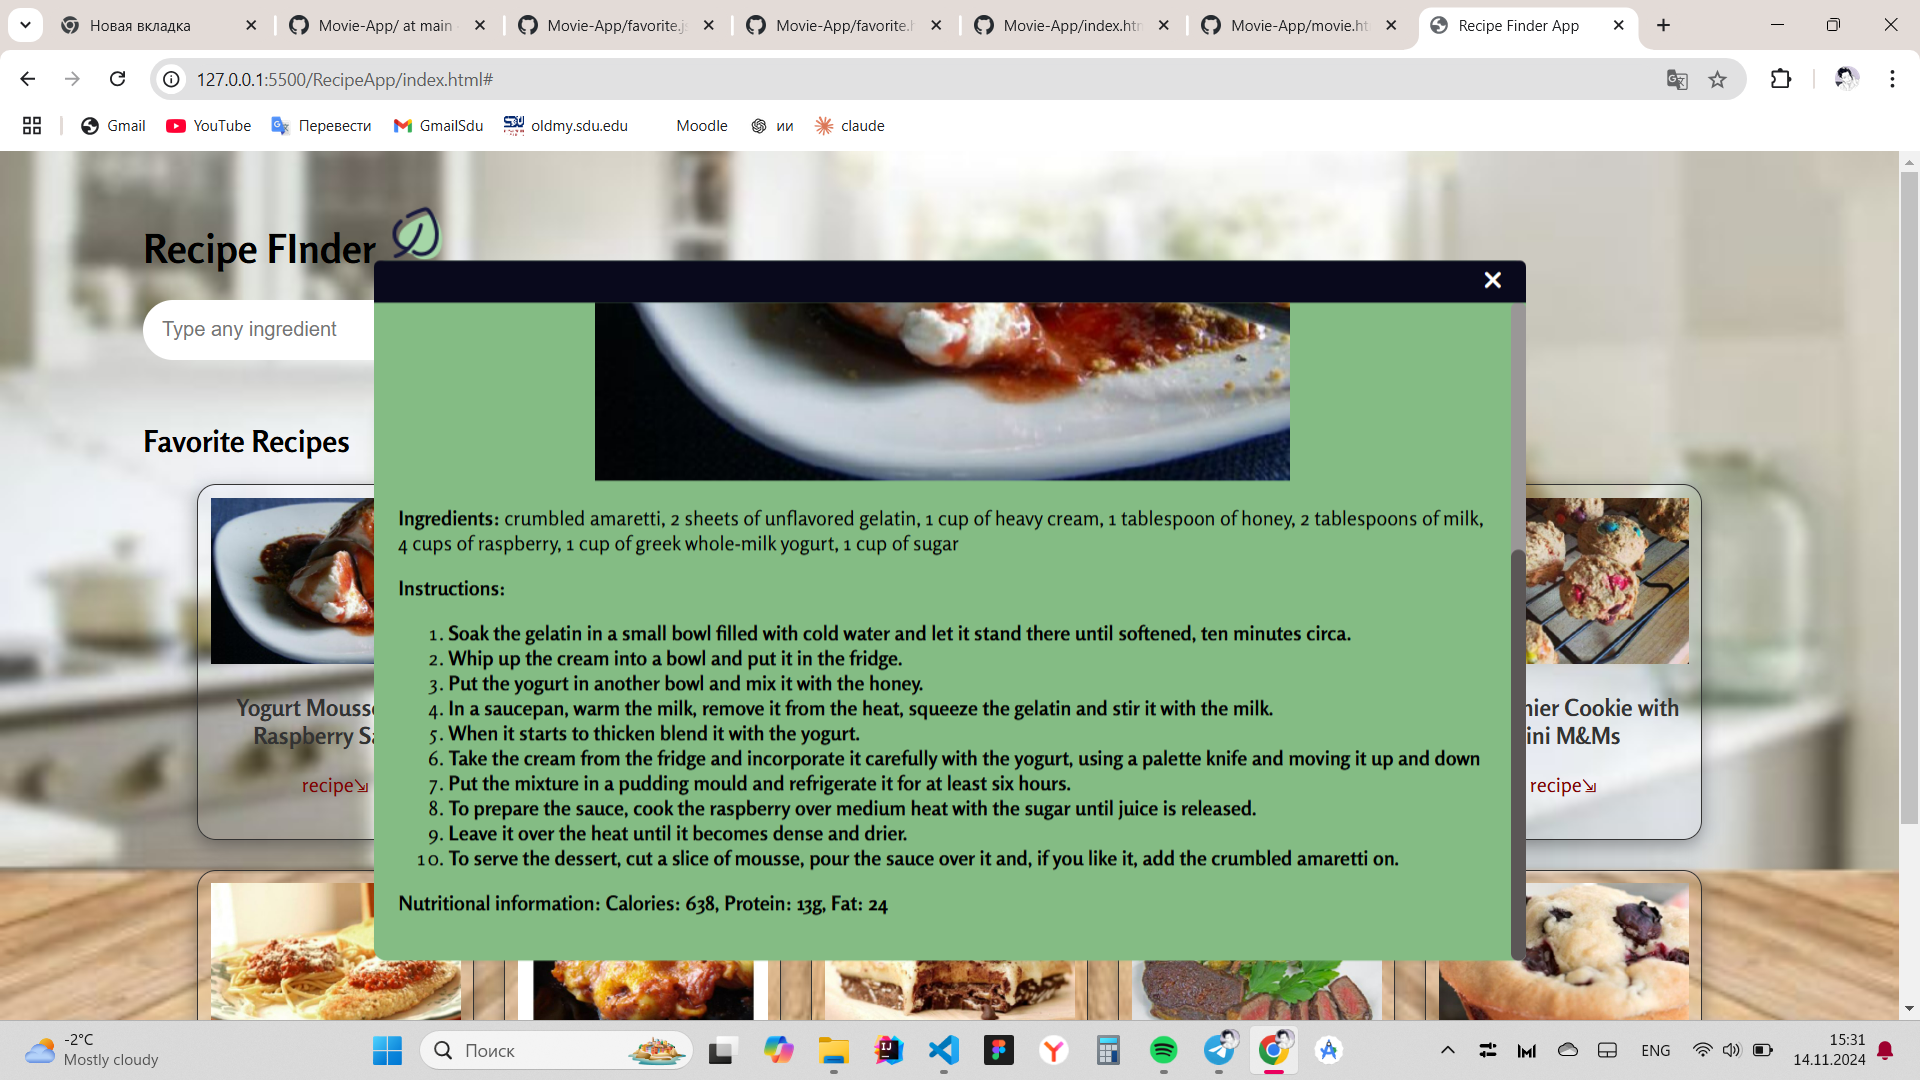 Новая вкладка
Movie-App/ at main
Movie-App/favorite.js
Movie-App/favorite.h
Movie-App/index.htm
Movie-App/movie.ht
Recipe Finder App
127.0.0.1:5500/RecipeApp/index.html#
Gmail
YouTube
Перевести
GmailSdu
oldmy.sdu.edu
Moodle
ии
claude
Recipe FInder
Type any ingredient
Favorite Recipes
Ingredients: crumbled amaretti, 2 sheets of unflavored gelatin, 1 cup of heavy cream, 1 tablespoon of honey, 2 tablespoons of milk,
4 cups of raspberry, 1 cup of greek whole-milk yogurt, 1 cup of sugar
Instructions:
1. Soak the gelatin in a small bowl filled with cold water and let it stand there until softened, ten minutes circa.
2. Whip up the cream into a bowl and put it in the fridge.
3. Put the yogurt in another bowl and mix it with the honey.
4. In a saucepan, warm the milk, remove it from the heat, squeeze the gelatin and stir it with the milk.
5. When it starts to thicken blend it with the yogurt.
6. Take the cream from the fridge and incorporate it carefully with the yogurt, using a palette knife and moving it up and down
7. Put the mixture in a pudding mould and refrigerate it for at least six hours.
8. To prepare the sauce, cook the raspberry over medium heat with the sugar until juice is released.
9. Leave it over the heat until it becomes dense and drier.
10. To serve the dessert, cut a slice of mousse, pour the sauce over it and, if you like it, add the crumbled amaretti on.
Nutritional information: Calories: 638, Protein: 13g, Fat: 24
Yogurt Mousse
Raspberry Sa
recipe⇲
nier Cookie with
ini M&Ms
recipe⇲
-2°C
Mostly cloudy
Поиск
ENG
15:31
14.11.2024